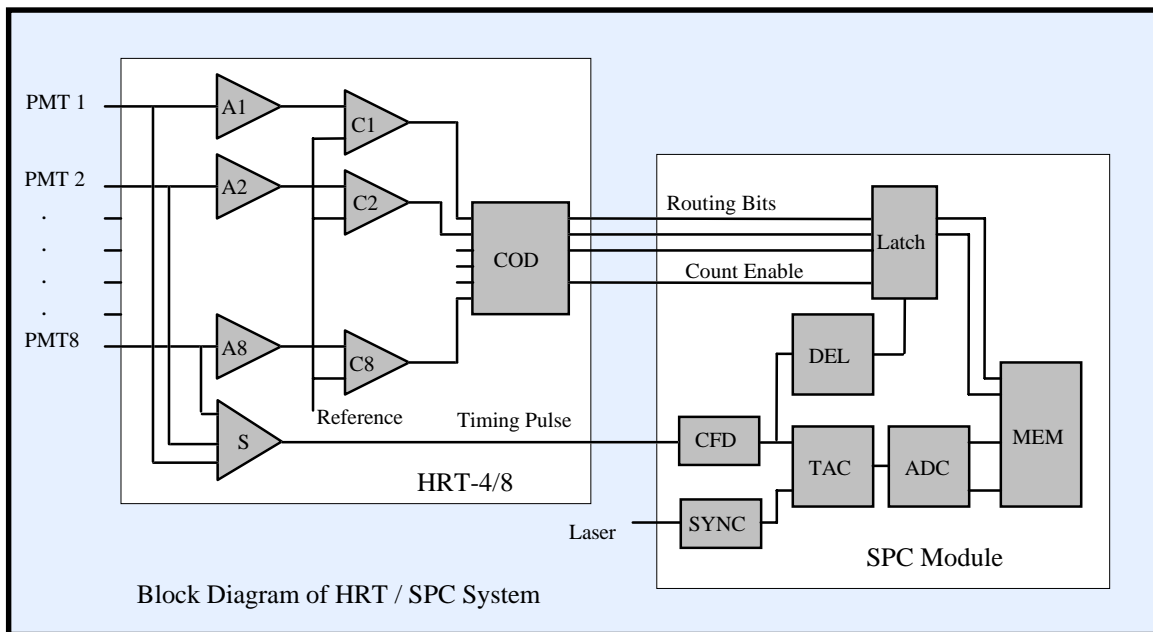 PMT 1
A1
C1
PMT 2
A2
C2
Routing Bits
Latch
COD
Count Enable
.
.
.
.
PMT8
A8
C8
DEL
Reference
Timing Pulse
S
CFD
TAC
ADC
MEM
HRT-4/8
Laser
SYNC
SPC Module
Block Diagram of HRT / SPC System